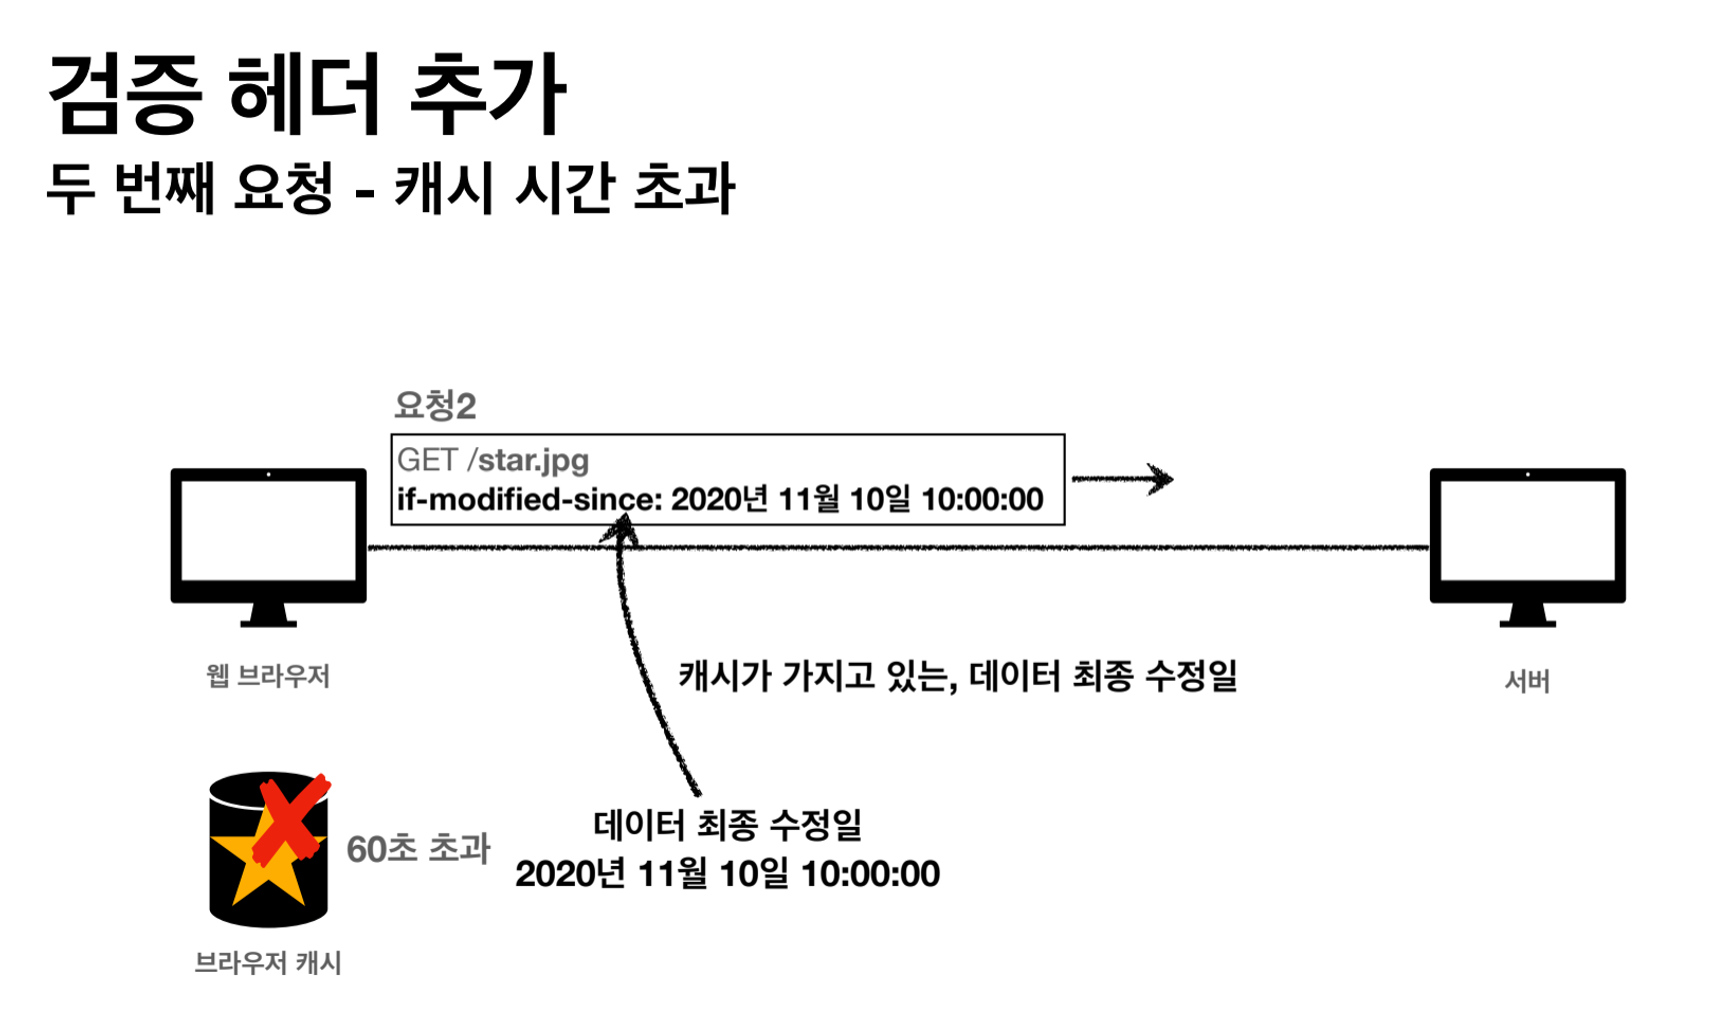 검증 헤더 추가
두 번째 요청 - 캐시 시간 초과
요청2
GET /star.jpg
if-modified-since: 2020년 11월 10일 10:00:00
웹 브라우저
캐시가 가지고 있는, 데이터 최종 수정일
서버
60초 초과
데이터 최종 수정일
2020년 11월 10일 10:00:00
브라우저 캐시